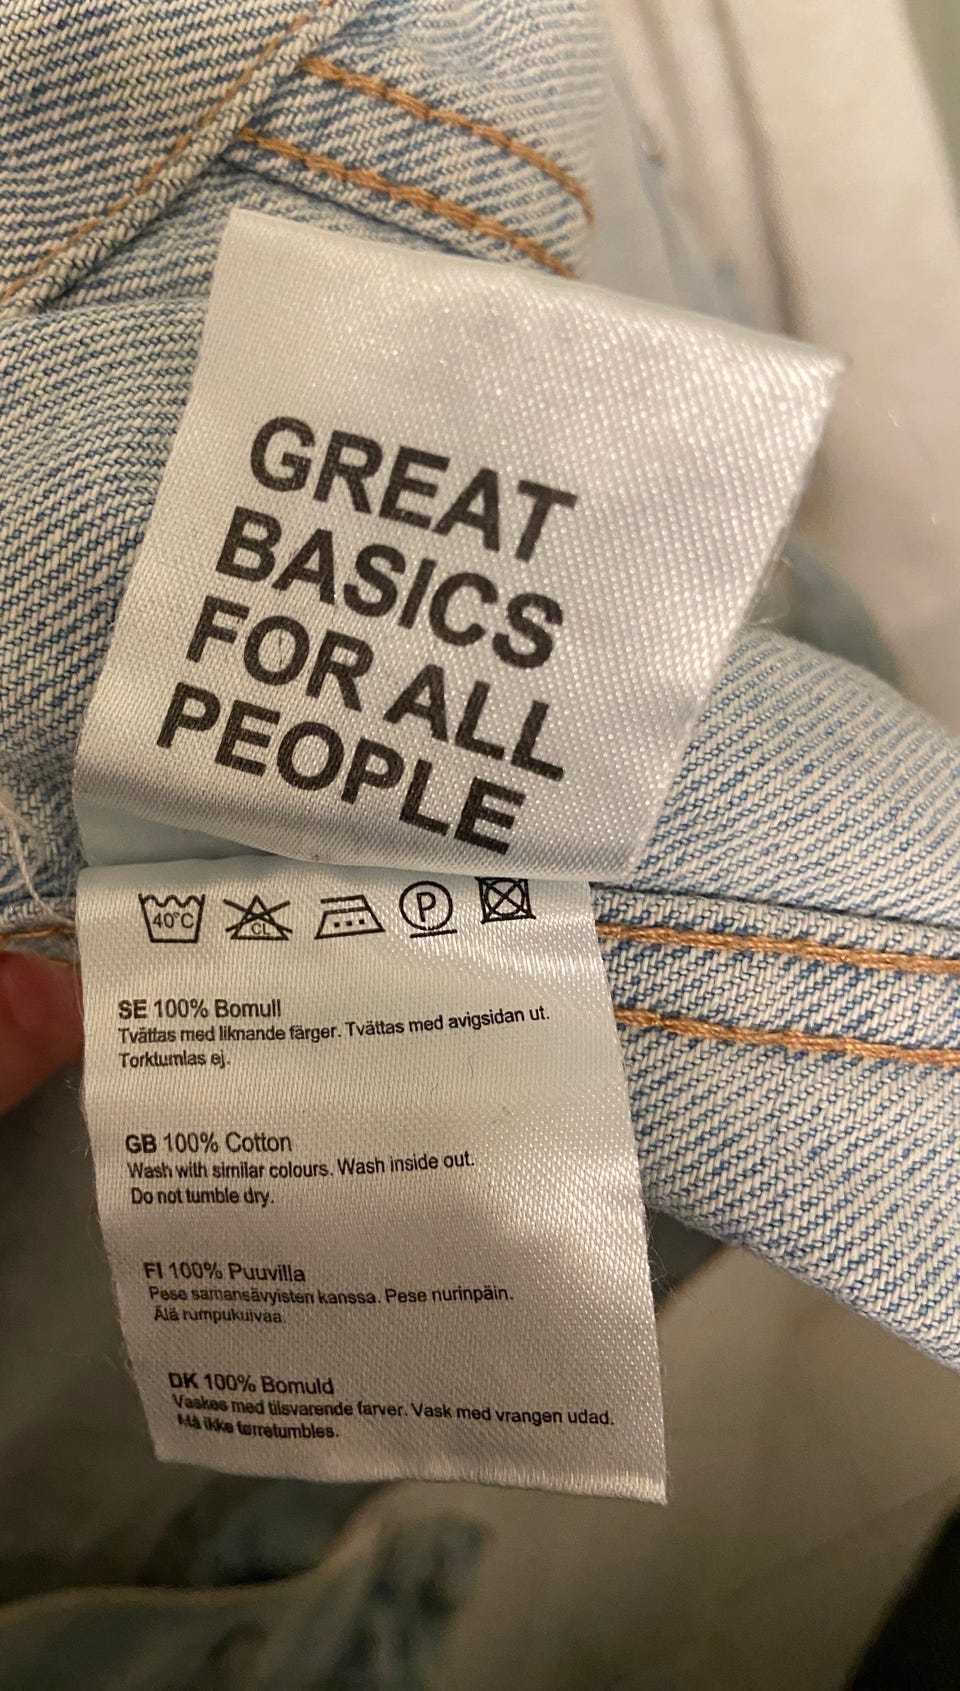 GREAT
BASICS
FOR ALL
PEOPLE
40°C CL P
SE 100% Bomull
Tvättas med liknande färger. Tvättas med avigsidan ut.
Torktumlas ej.
GB 100% Cotton
Wash with similar colours. Wash inside out.
Do not tumble dry.
FI 100% Puuvilla
Pese samansävyisten kanssa. Pese nurinpäin.
Älä rumpukuivaa
DK 100% Bomuld
Vaskes med tilsvarende farver. Vask med vrangen udad.
Må ikke tørretumbles.